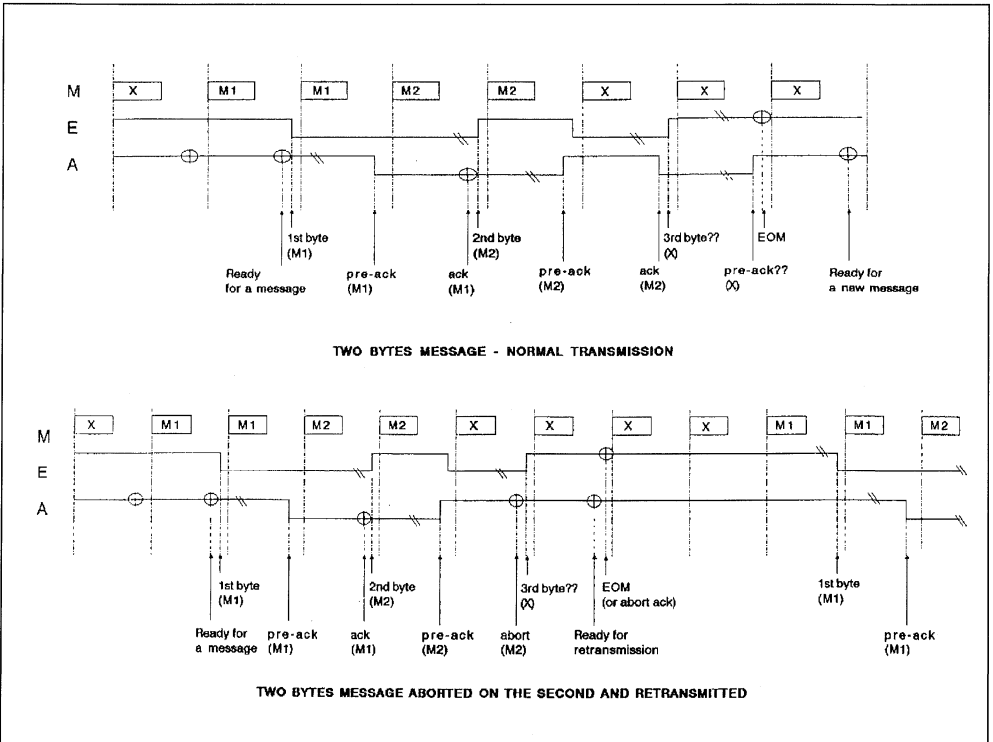 M X M1 M1 M2 M2 X X X
E
A
1st byte 2nd byte 3rd byte?? EOM
(M1) (M2) (X)
Ready pre-ack ack pre-ack ack pre-ack?? Ready for
for a message (M1) (M1) (M2) (M2) (X) a new message
TWO BYTES MESSAGE - NORMAL TRANSMISSION
M X M1 M1 M2 M2 X X X X M1 M1 M2
E
A
1st byte 2nd byte 3rd byte?? EOM 1st byte
(M1) (M2) (X) (or abort ack) (M1)
Ready for pre-ack ack pre-ack abort Ready for pre-ack
a message (M1) (M1) (M2) (M2) retransmission (M1)
TWO BYTES MESSAGE ABORTED ON THE SECOND AND RETRANSMITTED